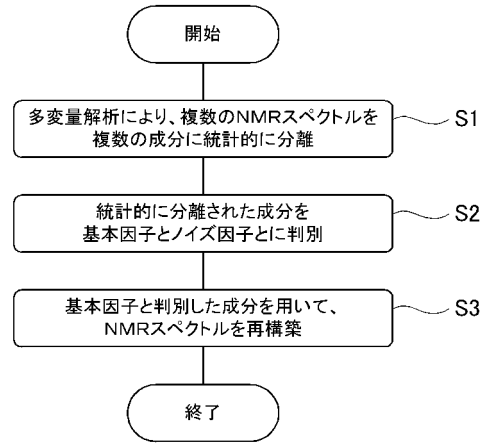 開始
多変量解析により、複数のNMRスペクトルを
複数の成分に統計的に分離
S1
統計的に分離された成分を
基本因子とノイズ因子とに判別
S2
基本因子と判別した成分を用いて、
NMRスペクトルを再構築
S3
終了